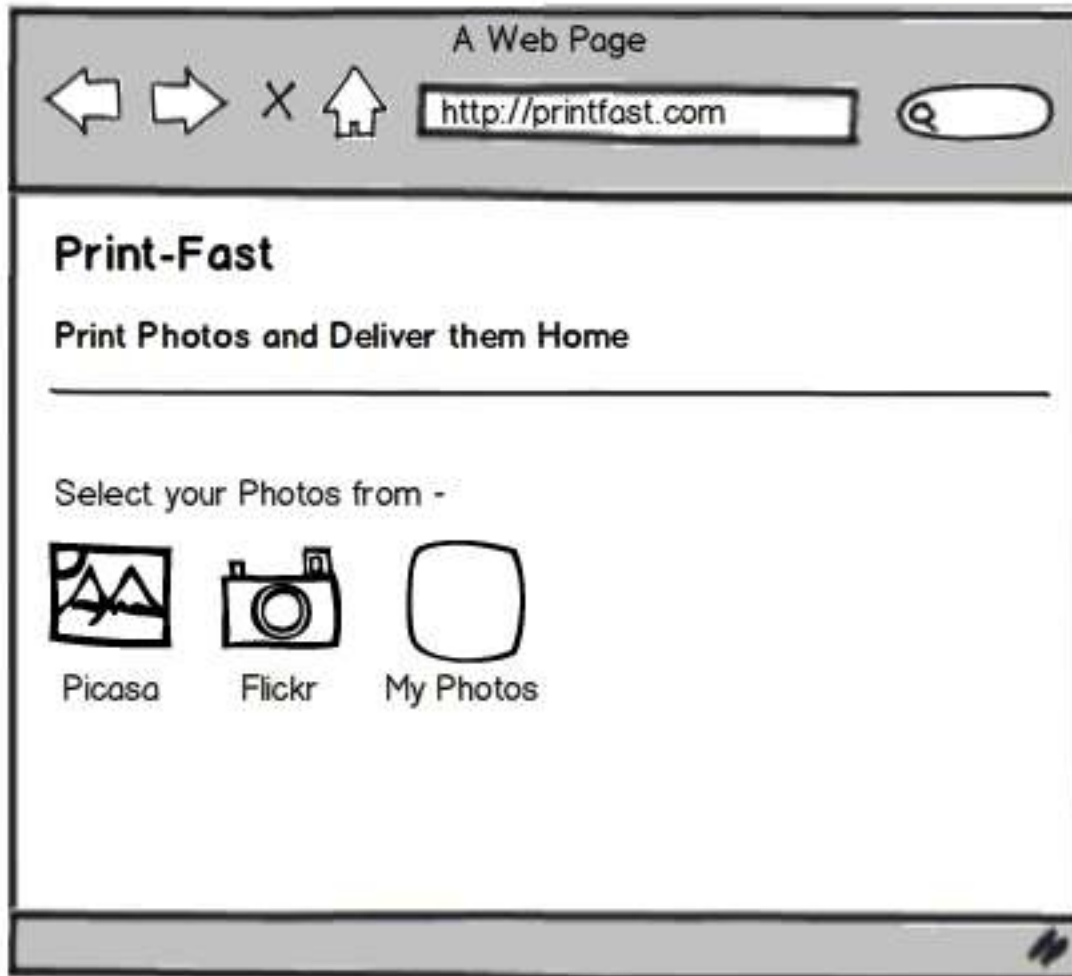 A Web Page
http://printfast.com
Print-Fast
Print Photos and Deliver them Home
Select your Photos from -
Picasa Flickr My Photos